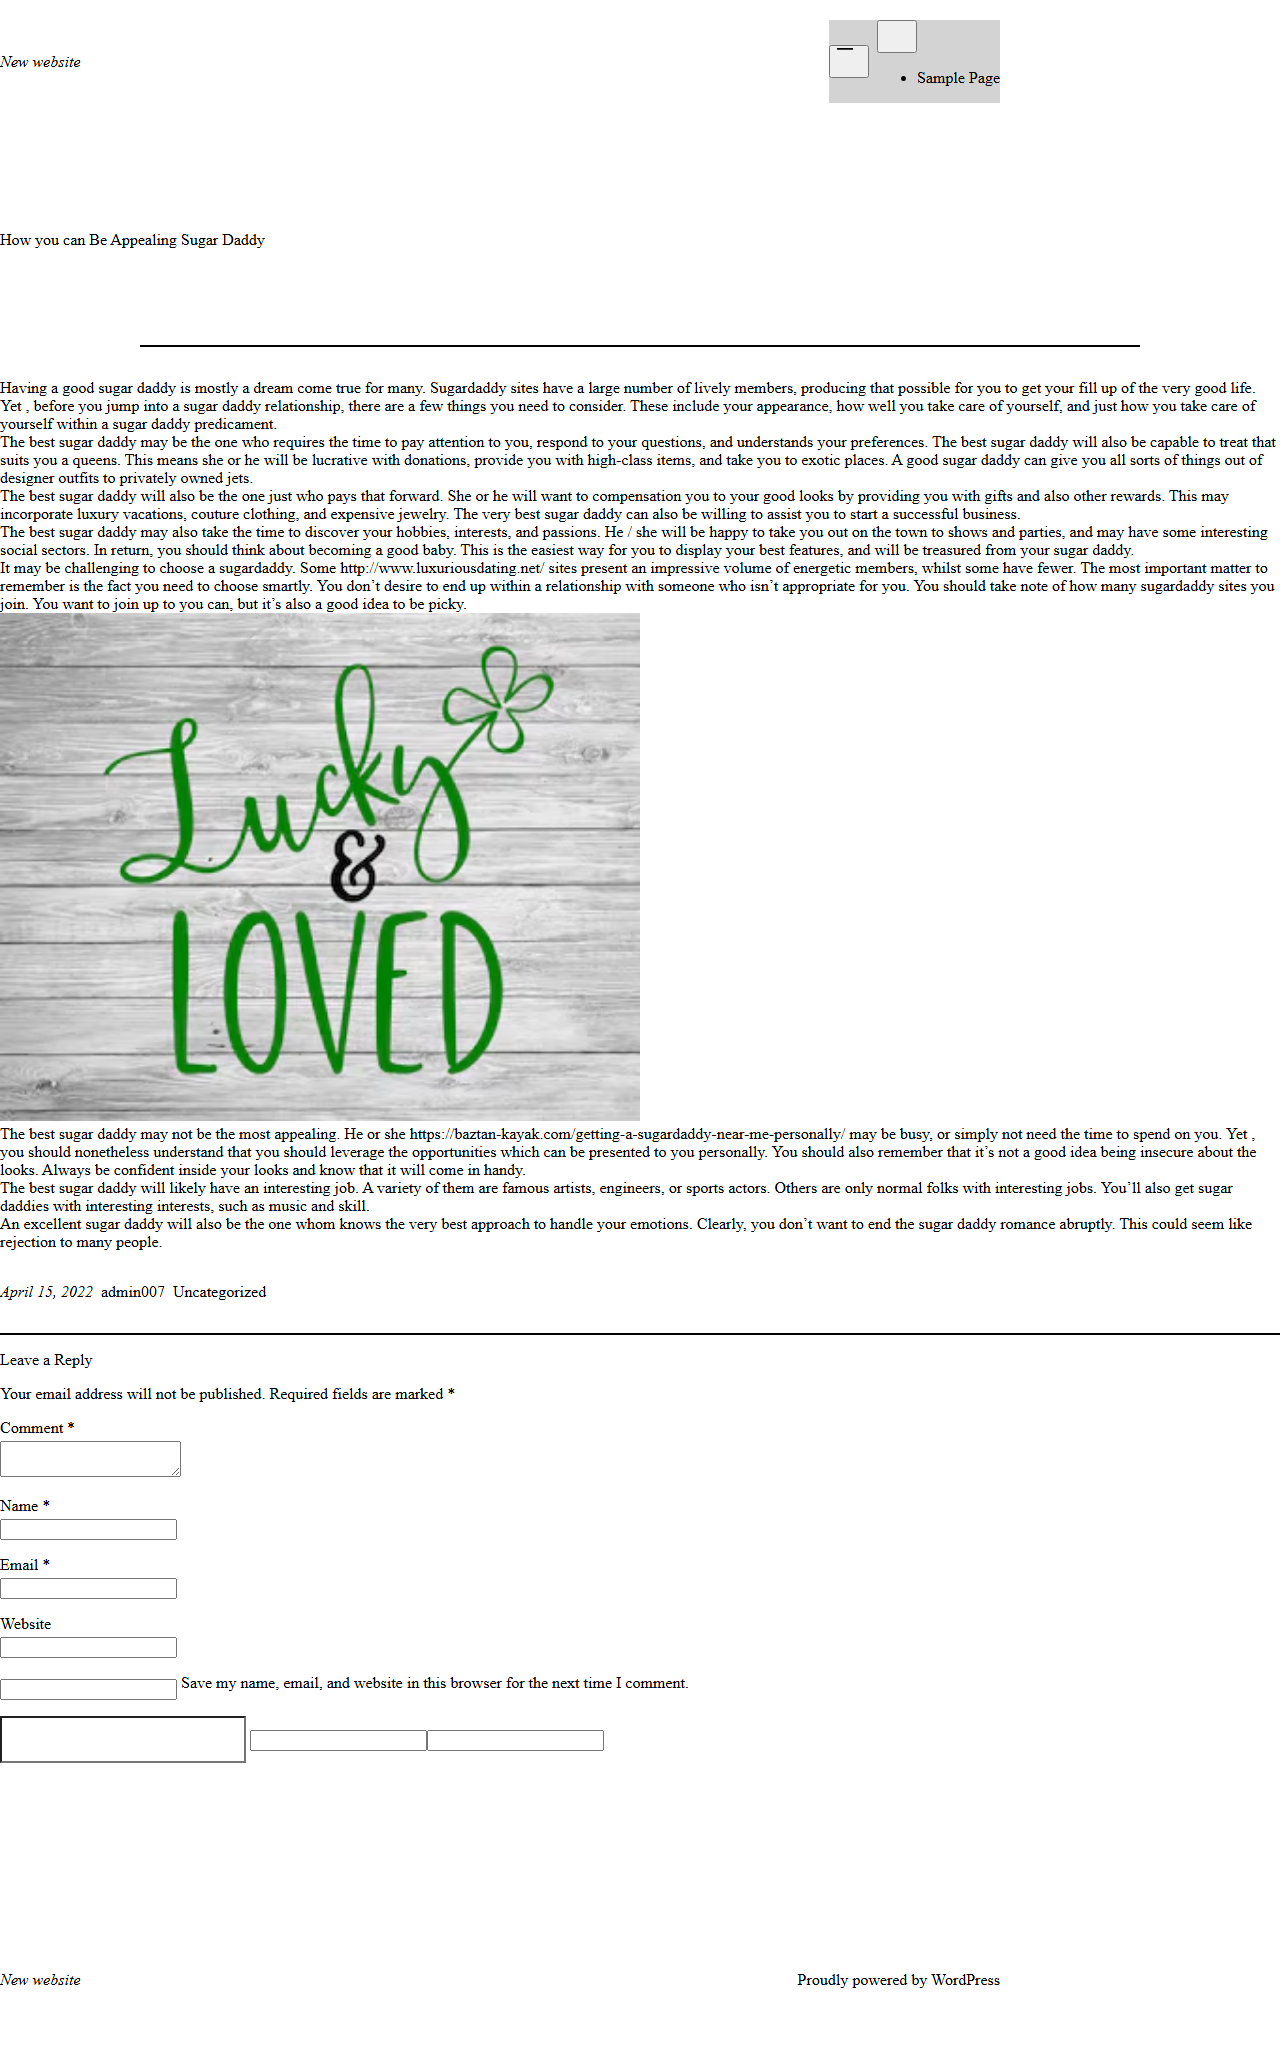 New website
Sample Page
How you can Be Appealing Sugar Daddy
Having a good sugar daddy is mostly a dream come true for many. Sugardaddy sites have a large number of lively members, producing that possible for you to get your fill up of the very good life.
Yet , before you jump into a sugar daddy relationship, there are a few things you need to consider. These include your appearance, how well you take care of yourself, and just how you take care of
yourself within a sugar daddy predicament.
The best sugar daddy may be the one who requires the time to pay attention to you, respond to your questions, and understands your preferences. The best sugar daddy will also be capable to treat that
suits you a queens. This means she or he will be lucrative with donations, provide you with high-class items, and take you to exotic places. A good sugar daddy can give you all sorts of things out of
designer outfits to privately owned jets.
The best sugar daddy will also be the one just who pays that forward. She or he will want to compensation you to your good looks by providing you with gifts and also other rewards. This may
incorporate luxury vacations, couture clothing, and expensive jewelry. The very best sugar daddy can also be willing to assist you to start a successful business.
The best sugar daddy may also take the time to discover your hobbies, interests, and passions. He / she will be happy to take you out on the town to shows and parties, and may have some interesting
social sectors. In return, you should think about becoming a good baby. This is the easiest way for you to display your best features, and will be treasured from your sugar daddy.
It may be challenging to choose a sugardaddy. Some http://www.luxuriousdating.net/ sites present an impressive volume of energetic members, whilst some have fewer. The most important matter to
remember is the fact you need to choose smartly. You don’t desire to end up within a relationship with someone who isn’t appropriate for you. You should take note of how many sugardaddy sites you
join. You want to join up to you can, but it’s also a good idea to be picky.
Lucky
&
LOVED
The best sugar daddy may not be the most appealing. He or she https://baztan-kayak.com/getting-a-sugardaddy-near-me-personally/ may be busy, or simply not need the time to spend on you. Yet ,
you should nonetheless understand that you should leverage the opportunities which can be presented to you personally. You should also remember that it’s not a good idea being insecure about the
looks. Always be confident inside your looks and know that it will come in handy.
The best sugar daddy will likely have an interesting job. A variety of them are famous artists, engineers, or sports actors. Others are only normal folks with interesting jobs. You’ll also get sugar
daddies with interesting interests, such as music and skill.
An excellent sugar daddy will also be the one whom knows the very best approach to handle your emotions. Clearly, you don’t want to end the sugar daddy romance abruptly. This could seem like
rejection to many people.
April 15, 2022 admin007 Uncategorized
Leave a Reply
Your email address will not be published. Required fields are marked *
Comment *
Name *
Email *
Website
Save my name, email, and website in this browser for the next time I comment.
New website
Proudly powered by WordPress